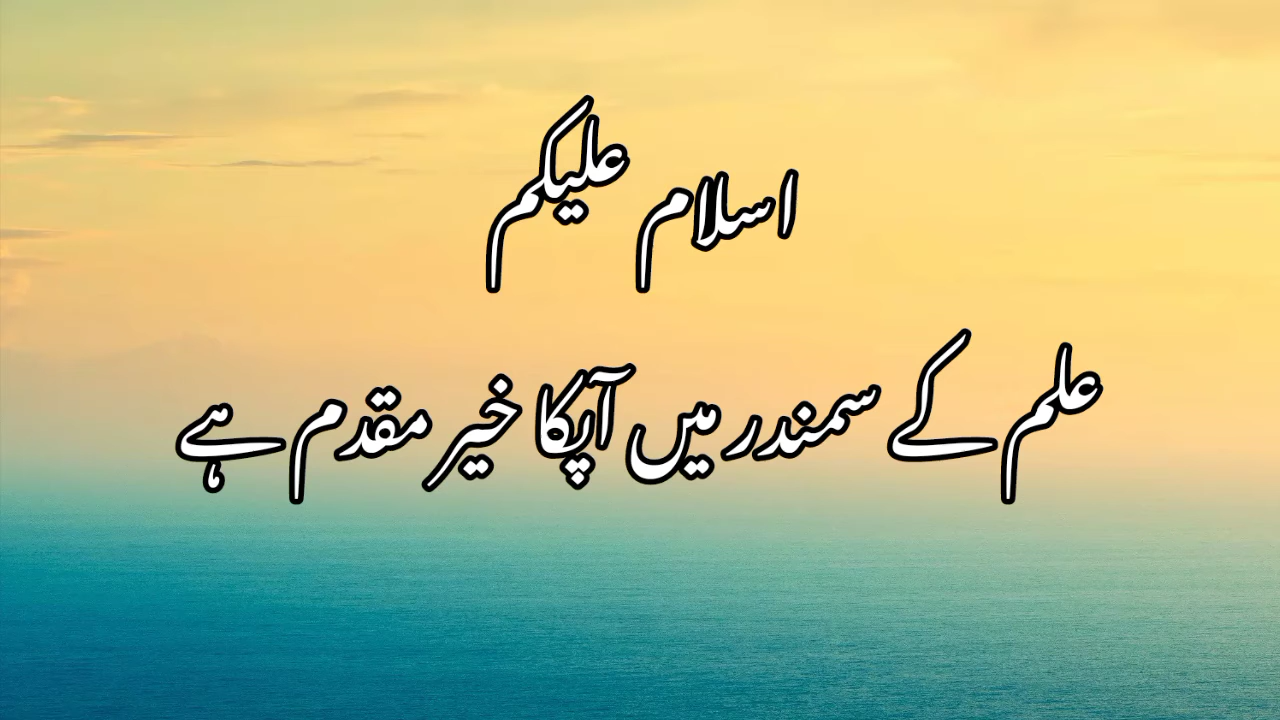 اسلام علیکم
علم کے سمندر میں آپکا خیر مقدم ہے